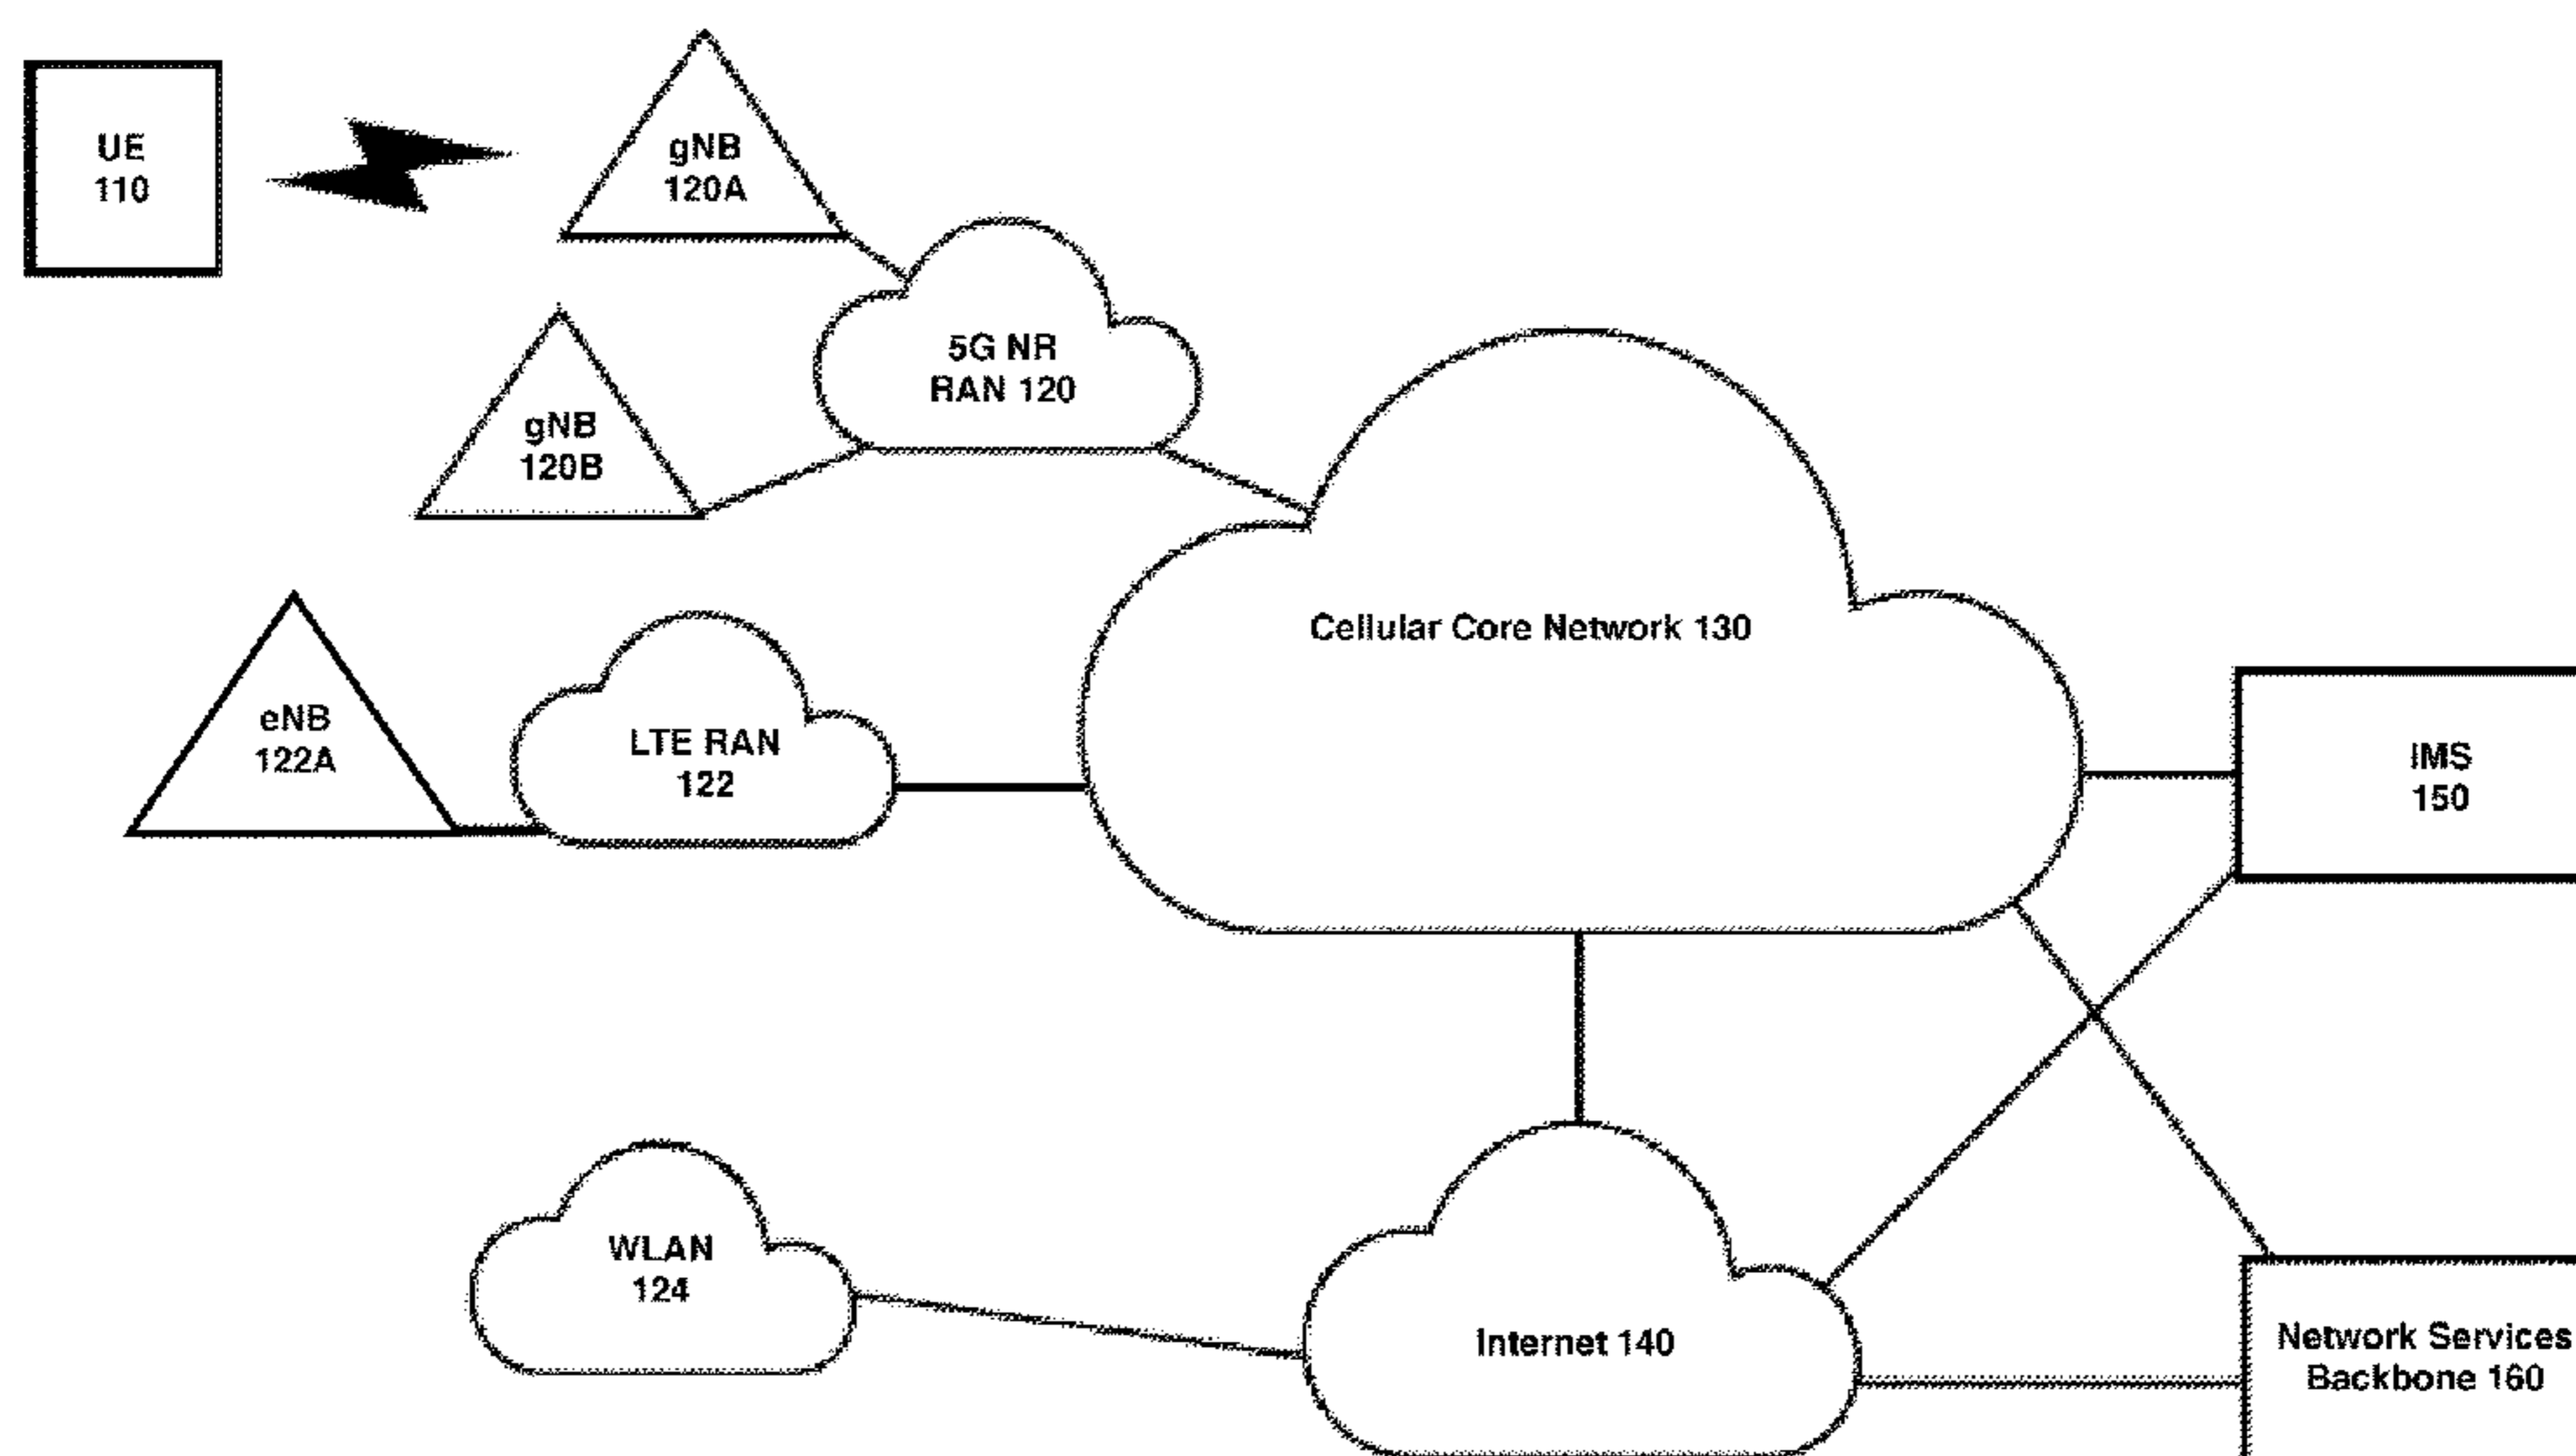 UE
110
gNB
120A
5G NR
RAN 120
gNB
120B
Cellular Core Network 130
eNB
122A
LTE RAN
122
IMS
150
WLAN
124
Internet 140
Network Services
Backbone 160